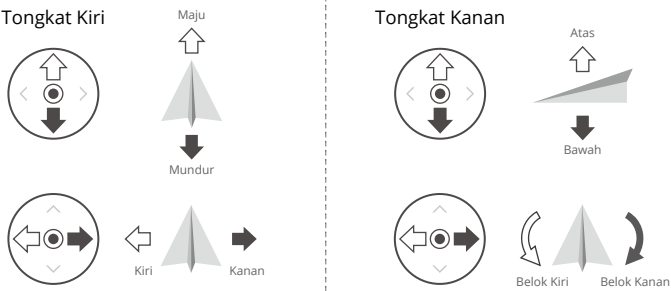 Tongkat Kiri
Maju
Mundur
Kiri
Kanan
Tongkat Kanan
Atas
Bawah
Belok Kiri
Belok Kanan